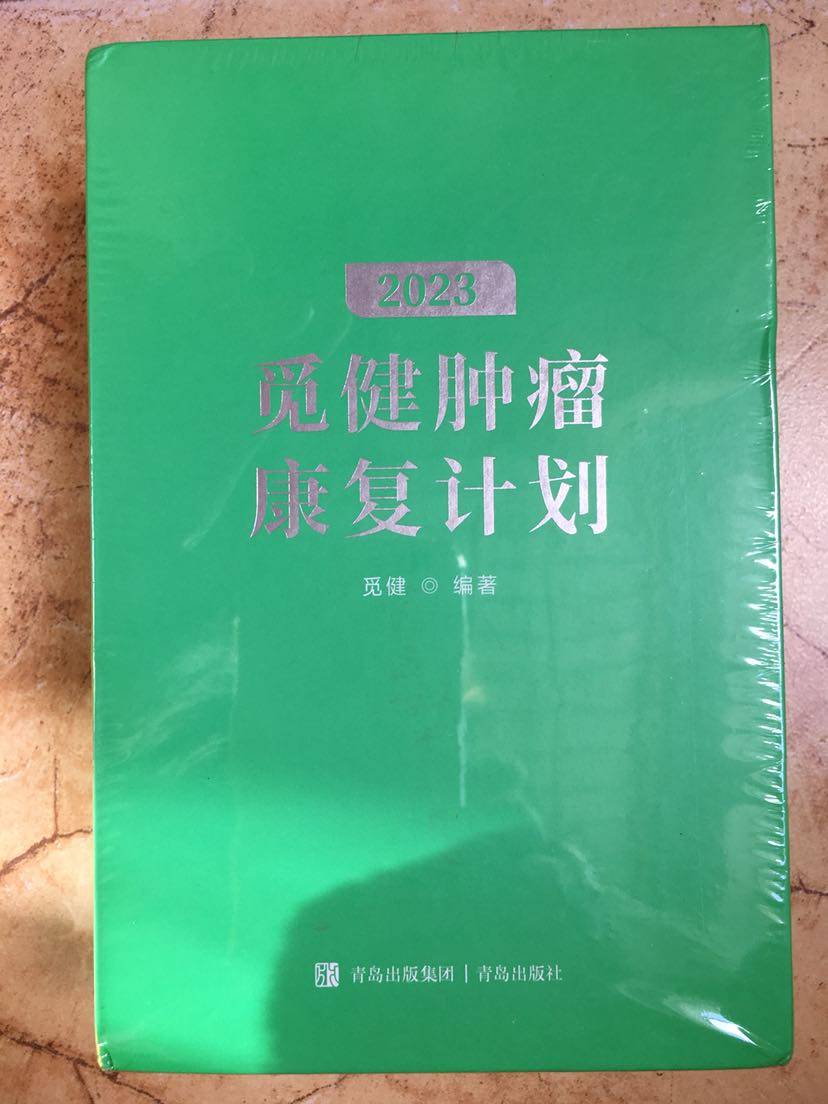 2023
觅健肿瘤
康复计划
觅健 ◎ 编著
青岛出版集团 | 青岛出版社